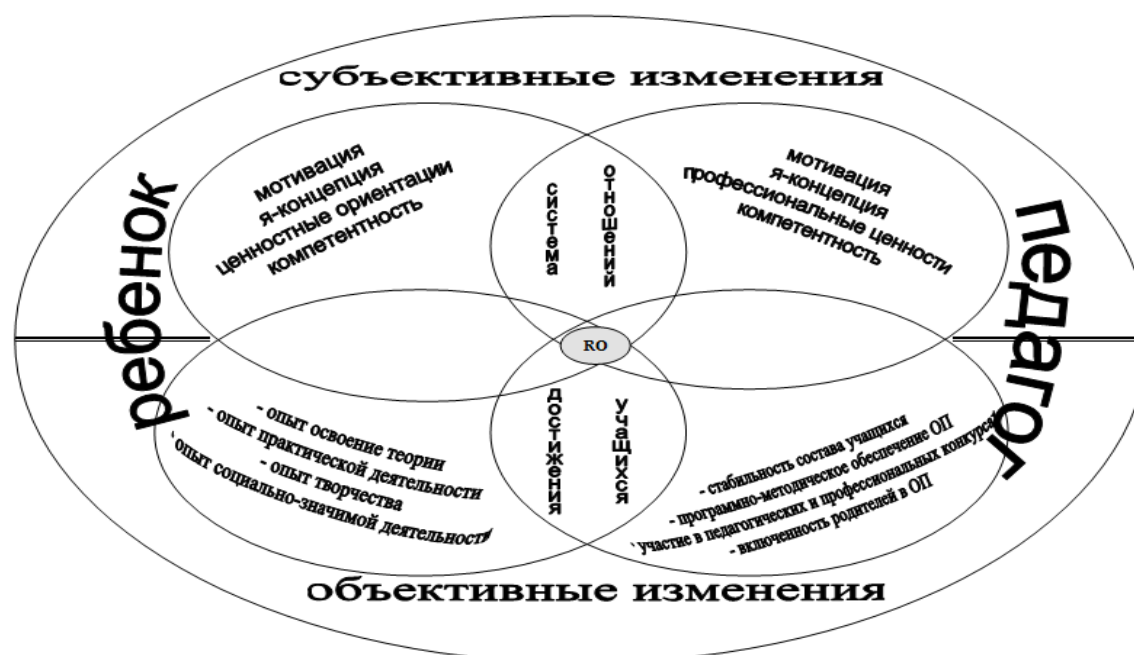 субъективные изменения
ребенок
мотивация
я-концепция
ценностные ориентации
компетентность
система
отношений
мотивация
я-концепция
профессиональные ценности
компетентность
педагог
RO
- опыт освоение теории
- опыт практической деятельности
- опыт творчества
опыт социально-значимой деятельности
достижения
учащихся
- стабильность состава учащихся
- программно-методическое обеспечение ОП
участие в педагогических и профессиональных конкурсах
- включенность родителей в ОП
объективные изменения